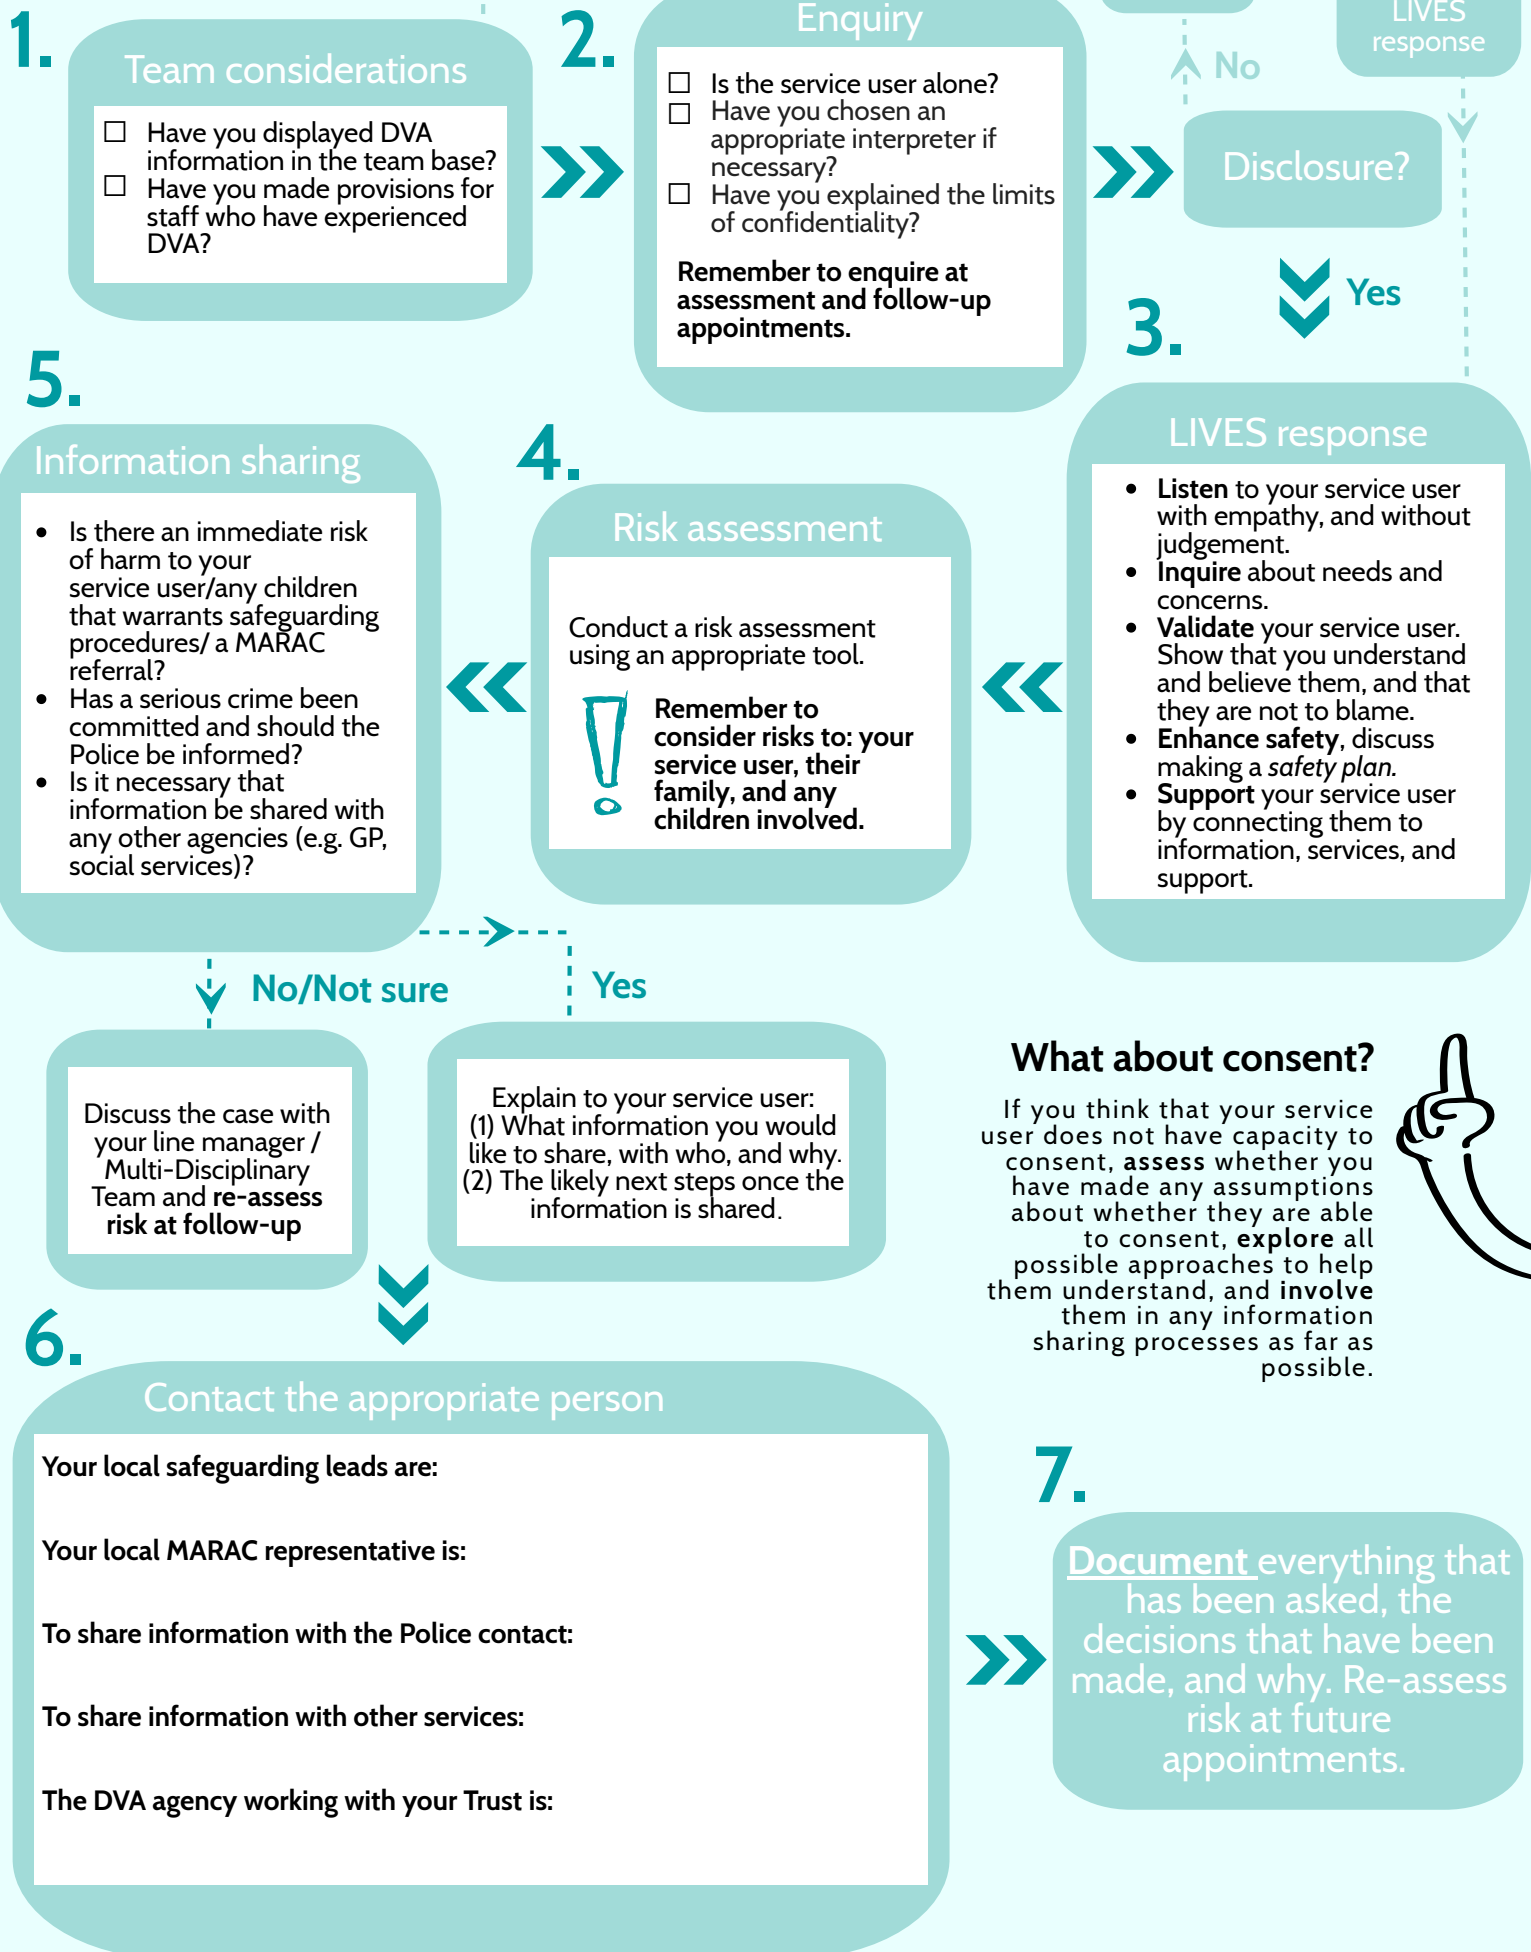 1.
Team considerations
☐ Have you displayed DVA
information in the team base?
☐ Have you made provisions for
staff who have experienced
DVA?
2.
Enquiry
☐ Is the service user alone?
☐ Have you chosen an
appropriate interpreter if
necessary?
☐ Have you explained the limits
of confidentiality?
Remember to enquire at
assessment and follow-up
appointments.
LIVES
response
No
Disclosure?
Yes
3.
LIVES response
• Listen to your service user
with empathy, and without
judgement.
• Inquire about needs and
concerns.
• Validate your service user.
Show that you understand
and believe them, and that
they are not to blame.
• Enhance safety, discuss
making a safety plan.
• Support your service user
by connecting them to
information, services, and
support.
4.
Risk assessment
Conduct a risk assessment
using an appropriate tool.
!
Remember to
consider risks to: your
service user, their
family, and any
children involved.
5.
Information sharing
• Is there an immediate risk
of harm to your
service user/any children
that warrants safeguarding
procedures/ a MARAC
referral?
• Has a serious crime been
committed and should the
Police be informed?
• Is it necessary that
information be shared with
any other agencies (e.g. GP,
social services)?
No/Not sure
Yes
Discuss the case with
your line manager /
Multi-Disciplinary
Team and re-assess
risk at follow-up
Explain to your service user:
(1) What information you would
like to share, with who, and why.
(2) The likely next steps once the
information is shared.
What about consent?
If you think that your service
user does not have capacity to
consent, assess whether you
have made any assumptions
about whether they are able
to consent, explore all
possible approaches to help
them understand, and involve
them in any information
sharing processes as far as
possible.
6.
Contact the appropriate person
Your local safeguarding leads are:
Your local MARAC representative is:
To share information with the Police contact:
To share information with other services:
The DVA agency working with your Trust is:
7.
Document everything that
has been asked, the
decisions that have been
made, and why. Re-assess
risk at future
appointments.